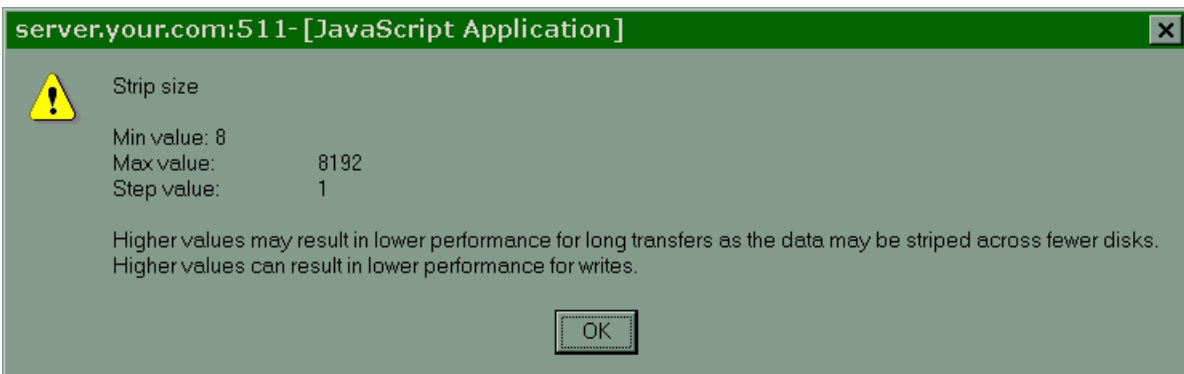 server.your.com:511-[JavaScript Application]
Strip size
Min value: 8
Max value: 8192
Step value: 1
Higher values may result in lower performance for long transfers as the data may be striped across fewer disks.
Higher values can result in lower performance for writes.
OK